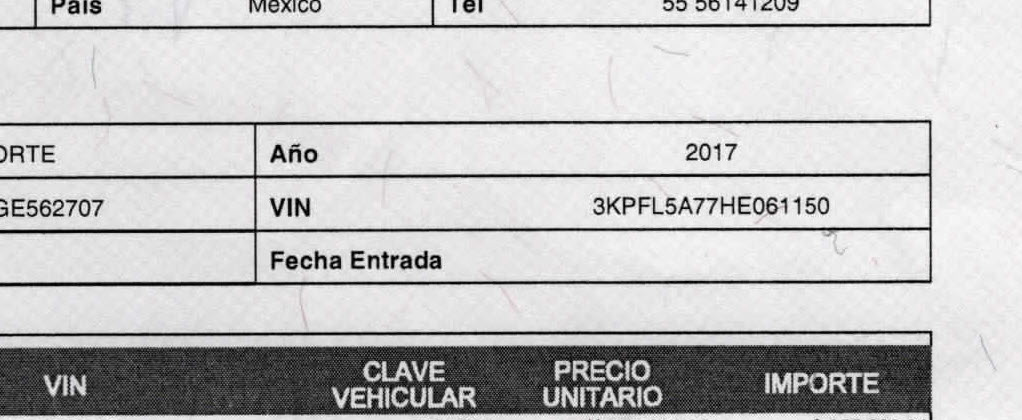 País México Tel 55 56141209
ORTE Año 2017
GE562707 VIN 3KPFL5A77HE061150
Fecha Entrada
VIN CLAVE VEHICULAR PRECIO UNITARIO IMPORTE